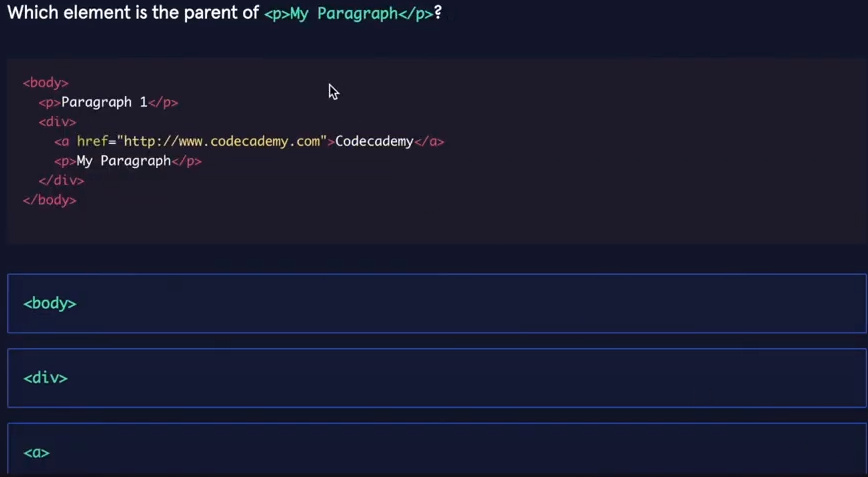 Which element is the parent of <p>My Paragraph</p>?
<body>
<p>Paragraph 1</p>
<div>
<a href="http://www.codecademy.com">Codecademy</a>
<p>My Paragraph</p>
</div>
</body>
<body>
<div>
<a>